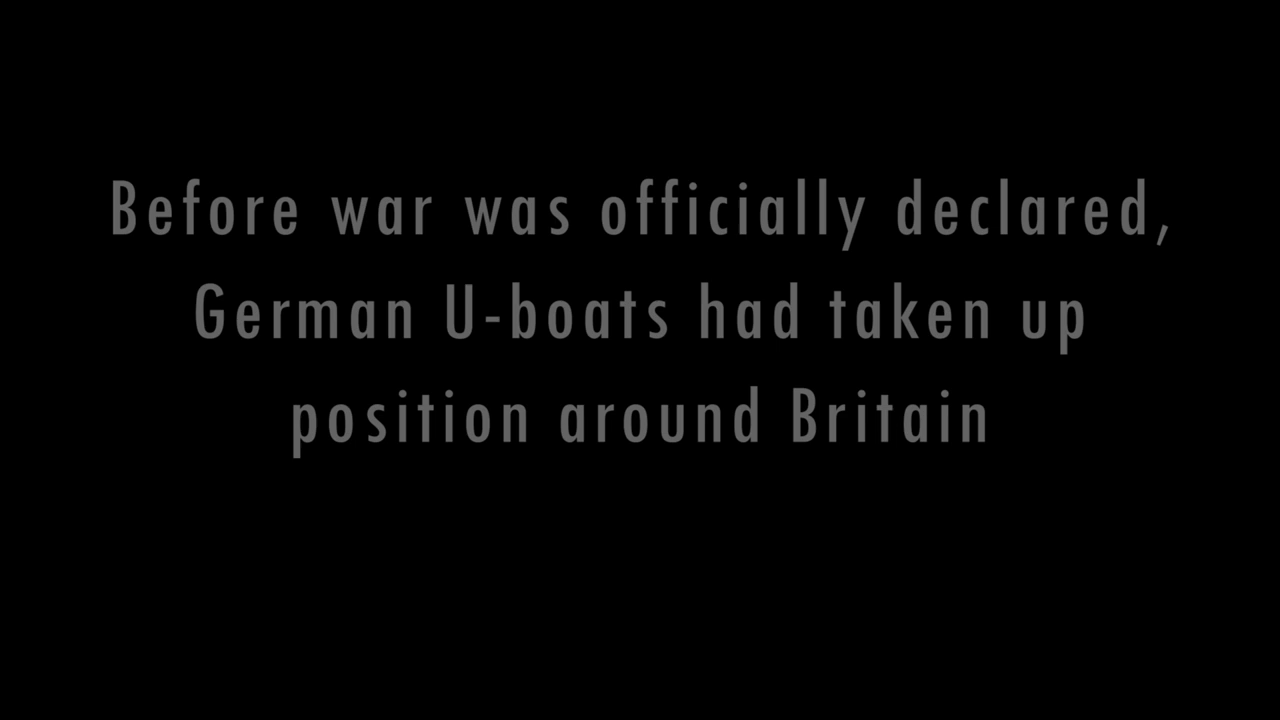 Before war was officially declared,
German U-boats had taken up
position around Britain